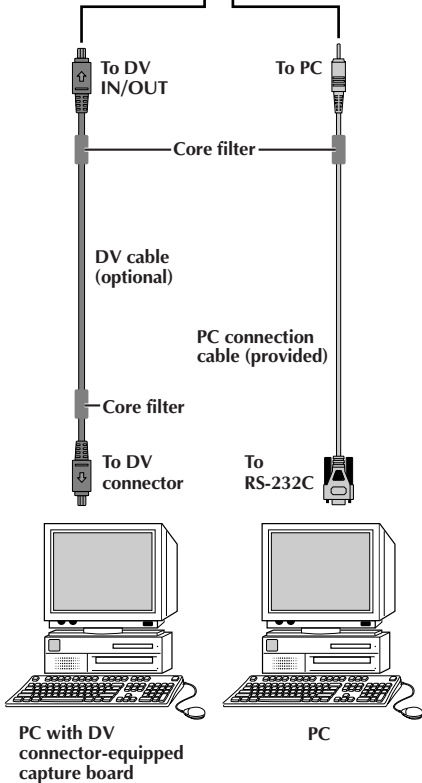 To DV
IN/OUT
To PC
Core filter
DV cable
(optional)
PC connection
cable (provided)
Core filter
To DV
connector
To
RS-232C
PC with DV
connector-equipped
capture board
PC